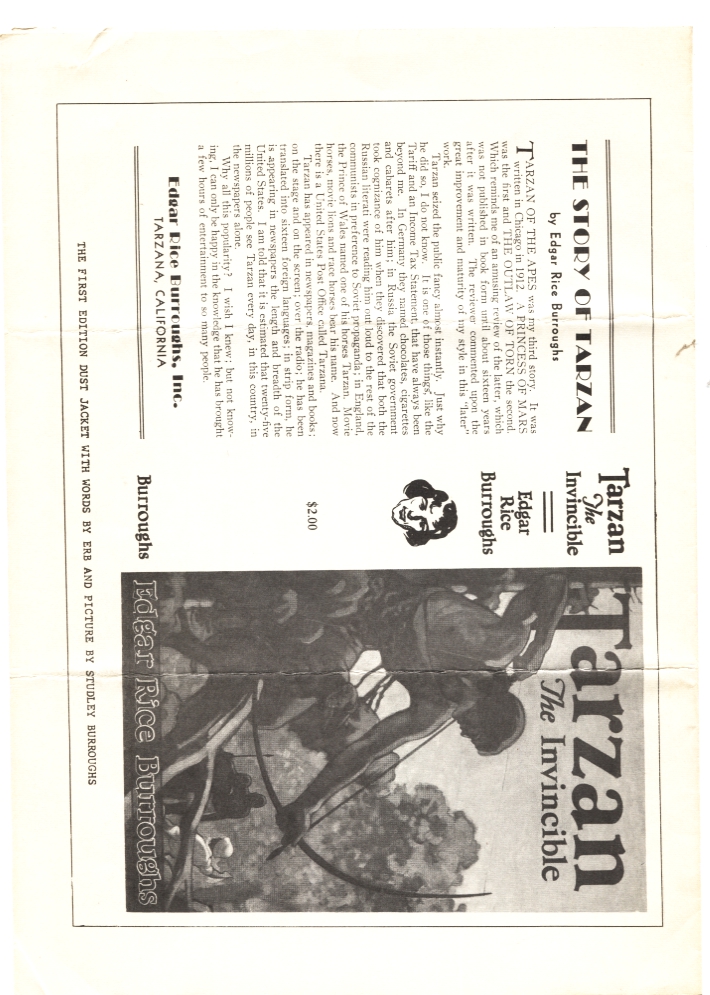 THE STORY OF TARZAN
by Edgar Rice Burroughs
TARZAN OF THE APES was my third story. It was
written in Chicago in 1912. A PRINCESS OF MARS
was the first and THE OUTLAW OF TORN the second.
Which reminds me of an amusing review of the latter, which
was not published in book form until about sixteen years
after it was written. The reviewer commented upon the
great improvement and maturity of my style in this "later"
work.
Tarzan seized the public fancy almost instantly. Just why
he did so, I do not know. It is one of those things, like the
Tariff and an Income Tax Statement, that have always been
beyond me. In Germany they named chocolates, cigarettes
and cabarets after him; in Russia the Soviet government
took cognizance of him when they discovered that both the
Russian literati were reading him out loud to the rest of the
communists in preference to Soviet propaganda; in England,
the Prince of Wales named one of his horses Tarzan. Movie
horses, movie lions and race horses bear his name. And now
there is a United States Post Office called Tarzana.
Tarzan has appeared in newspapers, magazines and books;
on the stage and on the screen; over the radio; he has been
translated into sixteen foreign languages; in strip form, he
is appearing in newspapers the length and breadth of the
United States. I am told that it is estimated that twenty-five
millions of people see Tarzan every day, in this country, in
the newspapers alone.
Why all this popularity? I wish I knew; but not know-
ing, I can only be happy in the knowledge that he has brought
a few hours of entertainment to so many people.
Edgar Rice Burroughs, Inc.
TARZANA, CALIFORNIA
Tarzan
The
Invincible
Edgar
Rice
Burroughs
$2.00
Burroughs
Tarzan
The Invincible
Edgar Rice Burroughs
THE FIRST EDITION DUST JACKET WITH WORDS BY ERB AND PICTURE BY STUDLEY BURROUGHS